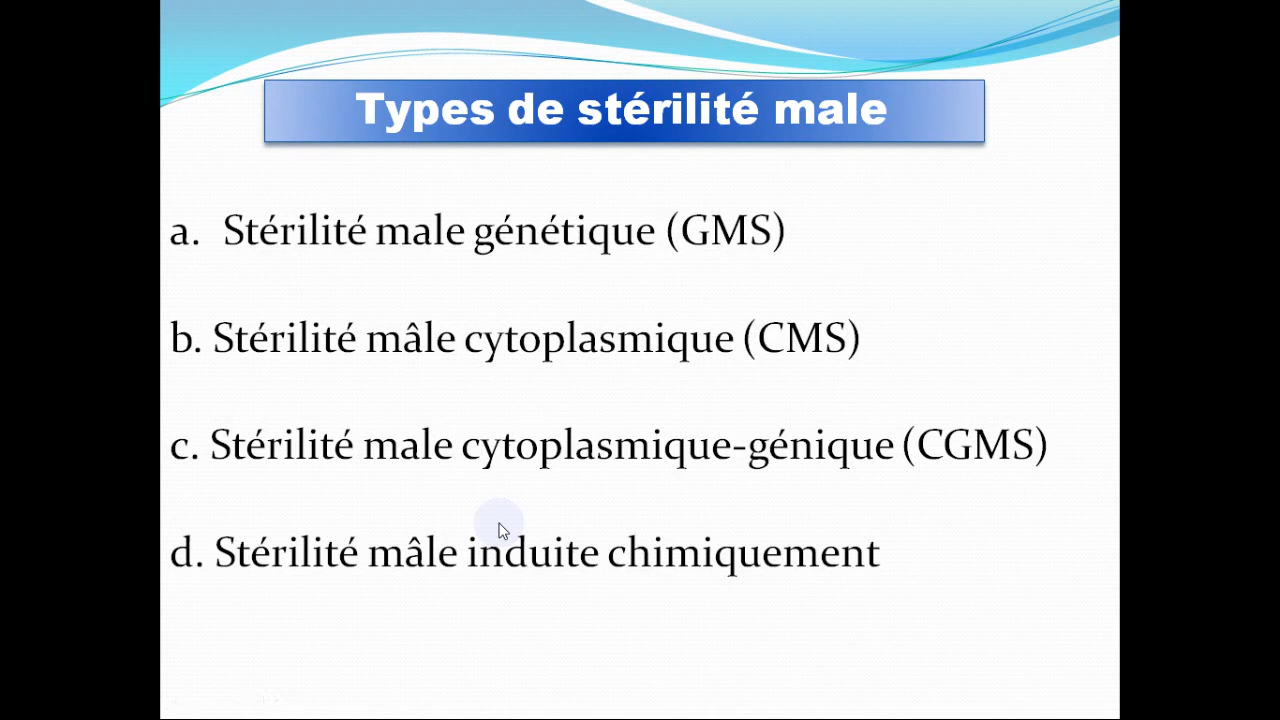 Types de stérilité male
a. Stérilité male génétique (GMS)
b. Stérilité mâle cytoplasmique (CMS)
c. Stérilité male cytoplasmique-génique (CGMS)
d. Stérilité mâle induite chimiquement